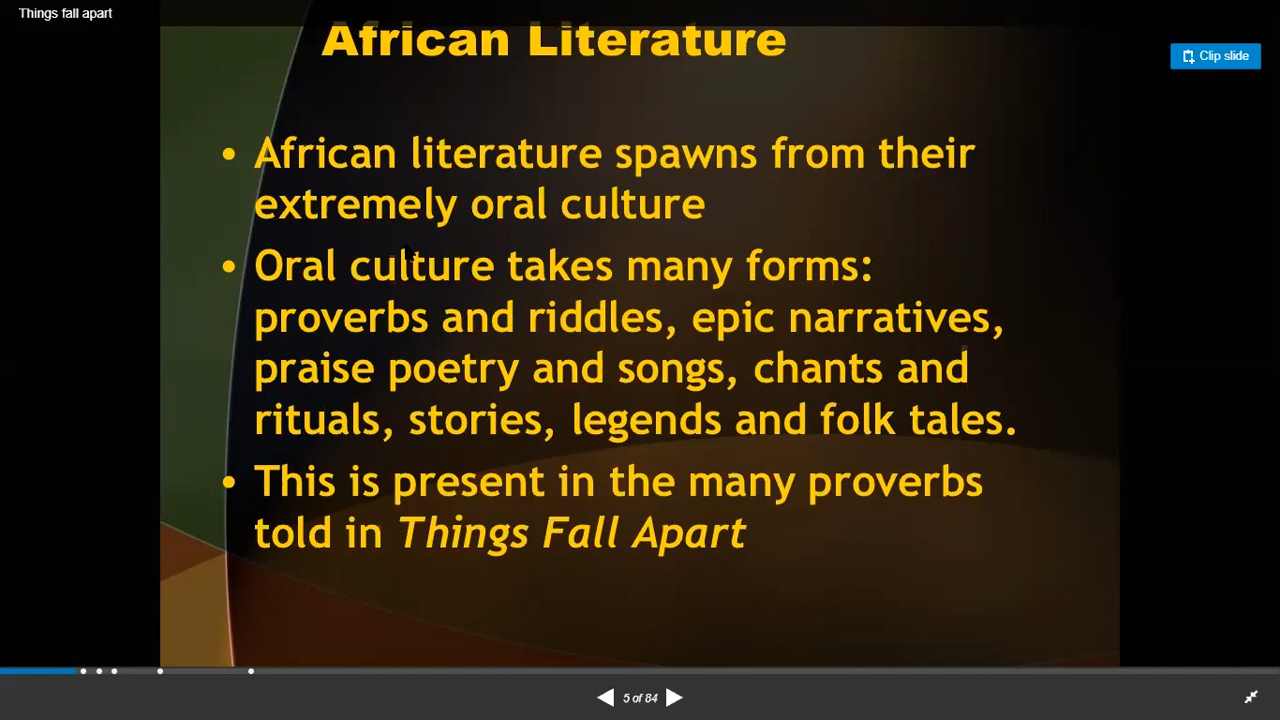 Things fall apart
African Literature
Clip slide
• African literature spawns from their
extremely oral culture
• Oral culture takes many forms:
proverbs and riddles, epic narratives,
praise poetry and songs, chants and
rituals, stories, legends and folk tales.
• This is present in the many proverbs
told in Things Fall Apart
5 of 84